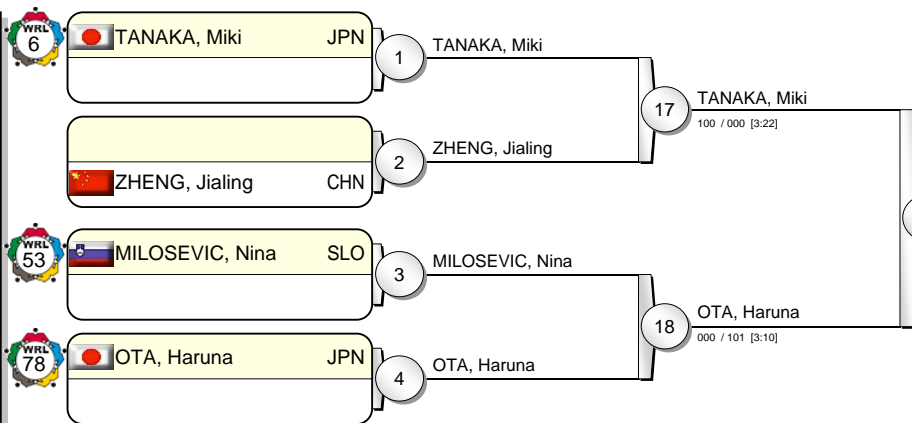 WRL
6
TANAKA, Miki JPN
1
TANAKA, Miki
2
ZHENG, Jialing
ZHENG, Jialing CHN
17
TANAKA, Miki
100 / 000 [3:22]
WRL
53
MILOSEVIC, Nina SLO
3
MILOSEVIC, Nina
18
OTA, Haruna
000 / 101 [3:10]
WRL
78
OTA, Haruna JPN
4
OTA, Haruna